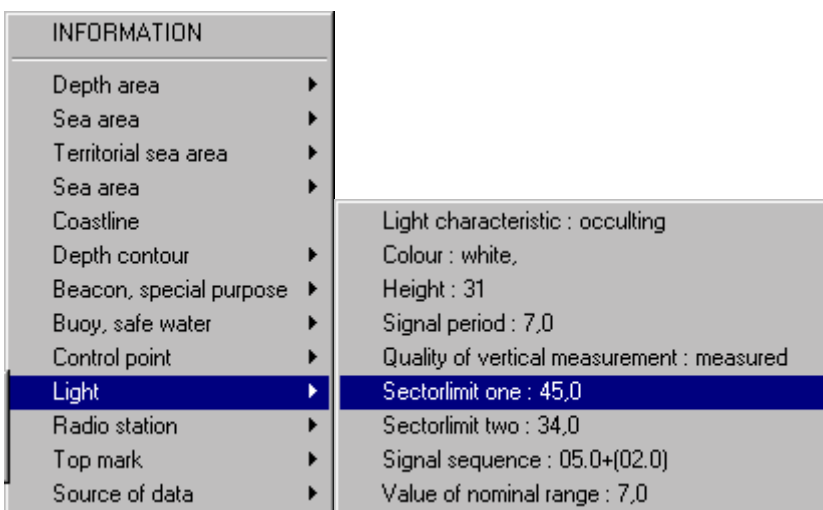 INFORMATION
Depth area
Sea area
Territorial sea area
Sea area
Coastline
Depth contour
Beacon, special purpose
Buoy, safe water
Control point
Light
Radio station
Top mark
Source of data
Light characteristic : occulting
Colour : white,
Height : 31
Signal period : 7,0
Quality of vertical measurement : measured
Sectorlimit one : 45,0
Sectorlimit two : 34,0
Signal sequence : 05.0+(02.0)
Value of nominal range : 7,0